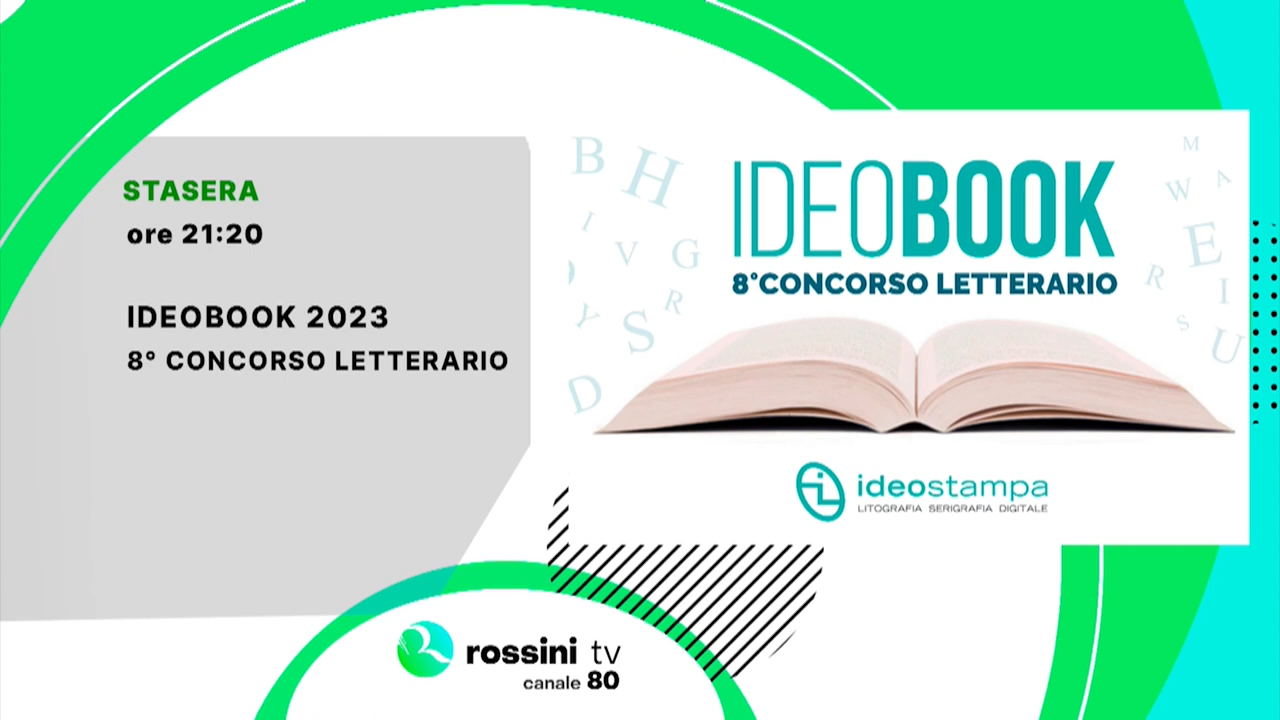 STASERA
ore 21:20
IDEOBOOK 2023
8° CONCORSO LETTERARIO
B H
I V G
R
Y S
D
M
W A
E
R I
S U
IDEOBOOK
8°CONCORSO LETTERARIO
ideostampa
LITOGRAFIA SERIGRAFIA DIGITALE
rossini tv
canale 80